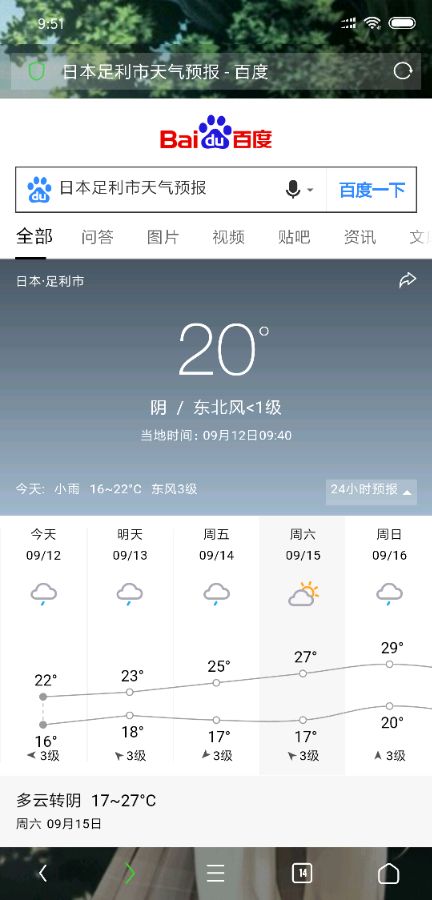 9:51
日本足利市天气预报 - 百度
Bai du 百度
du 日本足利市天气预报 百度一下
全部 问答 图片 视频 贴吧 资讯 文
日本·足利市
20°
阴 / 东北风<1级
当地时间：09月12日09:40
今天: 小雨 16~22°C 东风3级 24小时预报
今天 明天 周五 周六 周日
09/12 09/13 09/14 09/15 09/16
22° 23° 25° 27° 29°
16° 18° 17° 17° 20°
3级 3级 3级 3级 3级
多云转阴 17~27°C
周六 09月15日
14